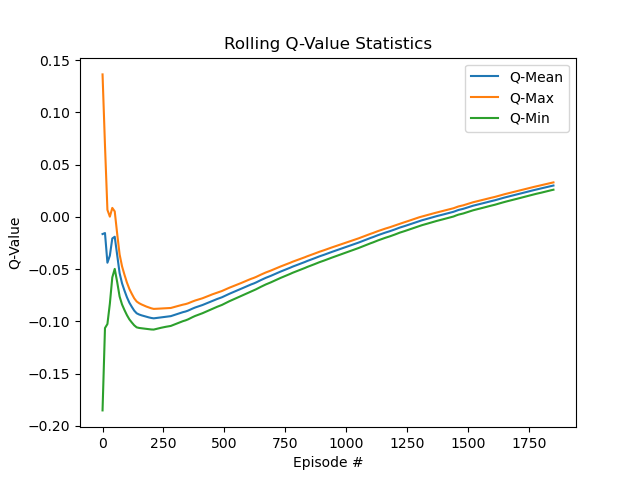 Rolling Q-Value Statistics
Q-Value
0.15
0.10
0.05
0.00
−0.05
−0.10
−0.15
−0.20
Q-Mean
Q-Max
Q-Min
0 250 500 750 1000 1250 1500 1750
Episode #